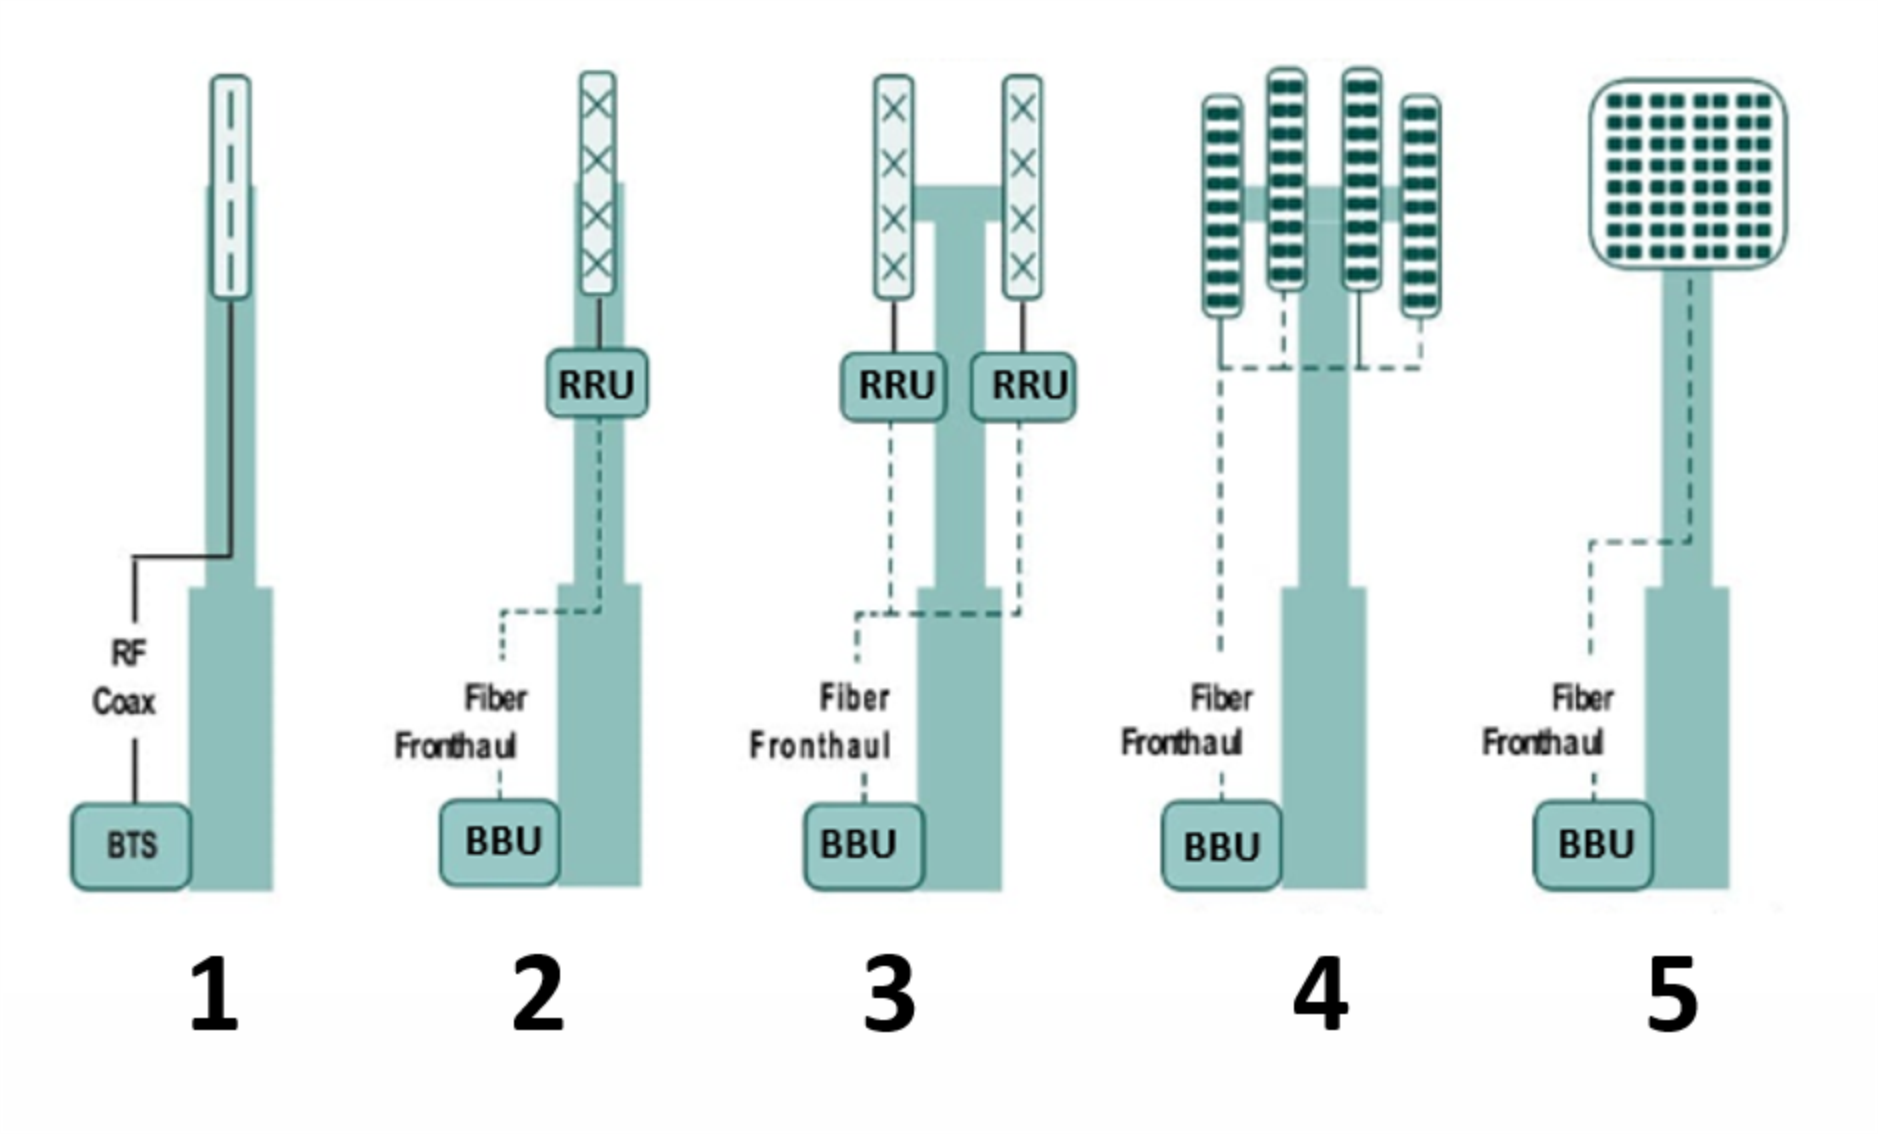 RRU
RRU
RRU
RF
Coax
Fiber
Fronthaul
Fiber
Fronthaul
Fiber
Fronthaul
Fiber
Fronthaul
BTS
BBU
BBU
BBU
BBU
1
2
3
4
5